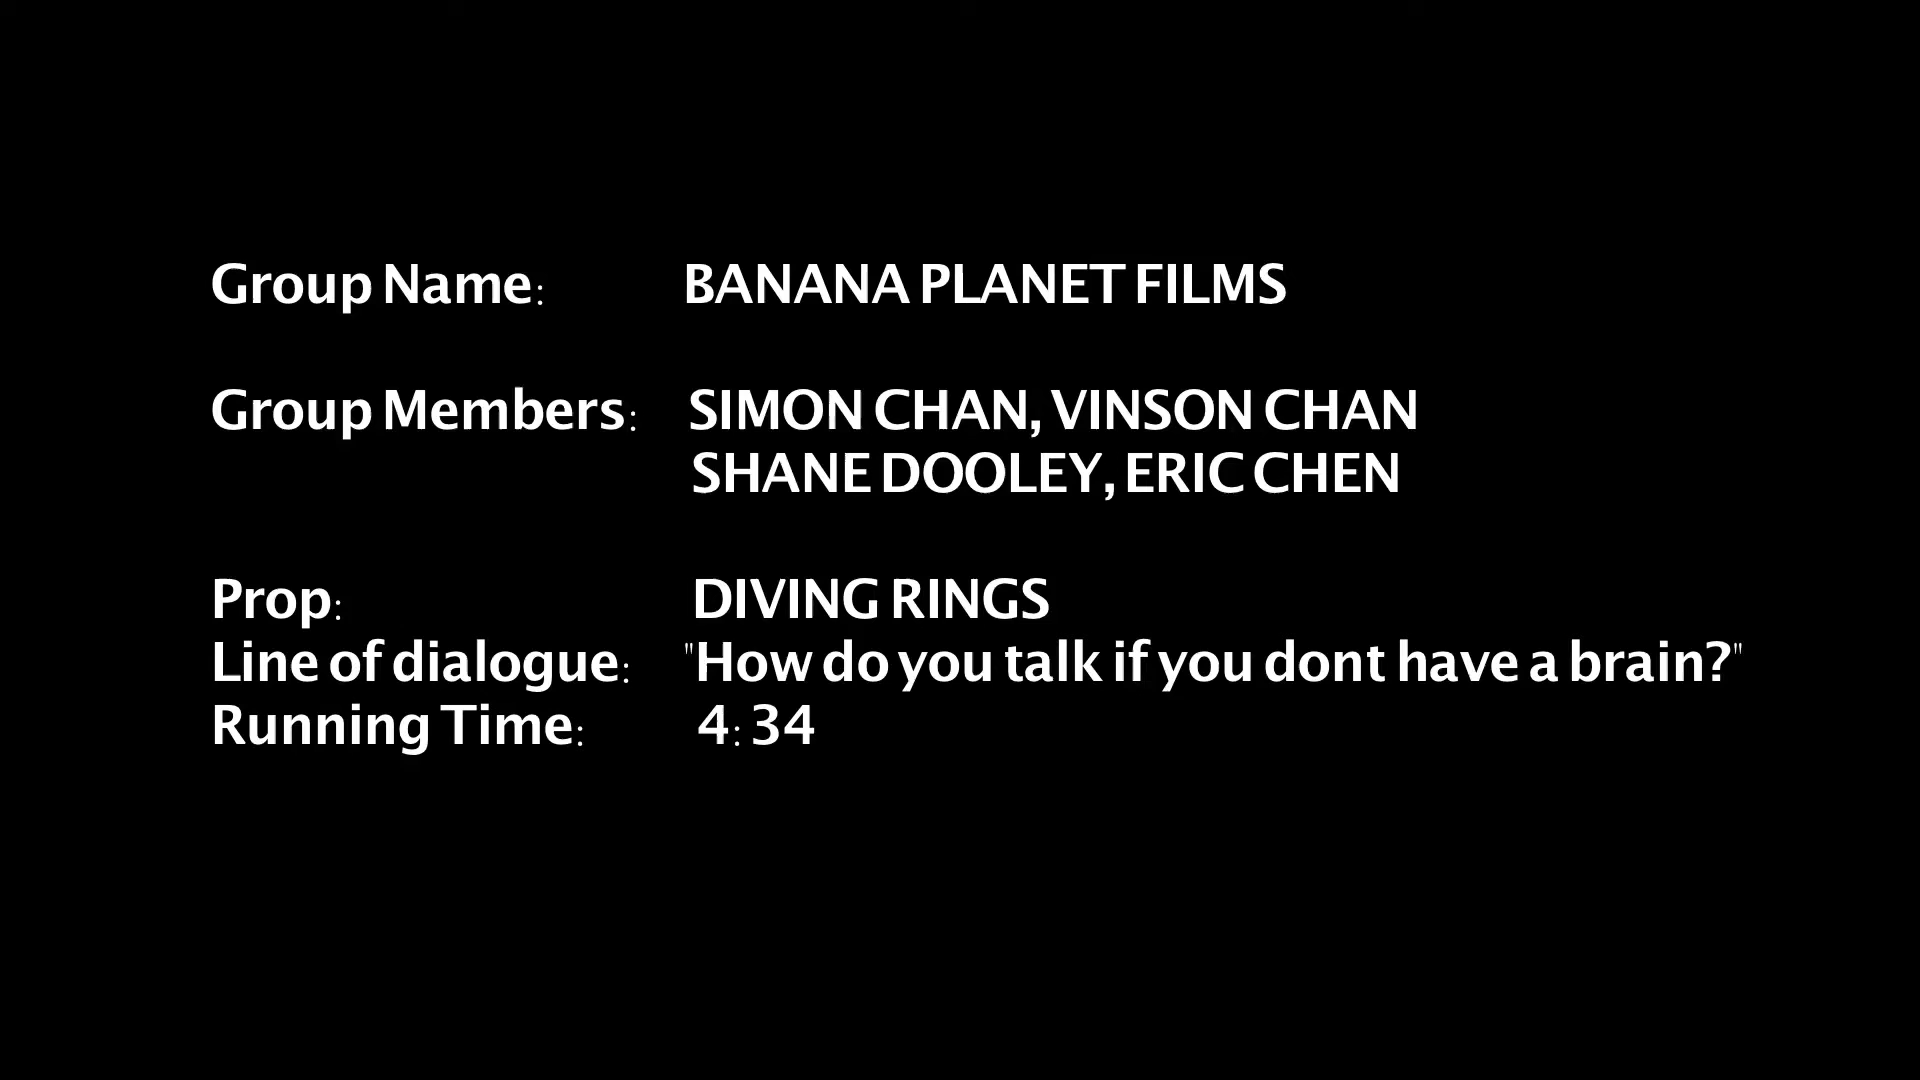 Group Name: BANANA PLANET FILMS
Group Members: SIMON CHAN, VINSON CHAN
SHANE DOOLEY, ERIC CHEN
Prop: DIVING RINGS
Line of dialogue: "How do you talk if you dont have a brain?"
Running Time: 4:34